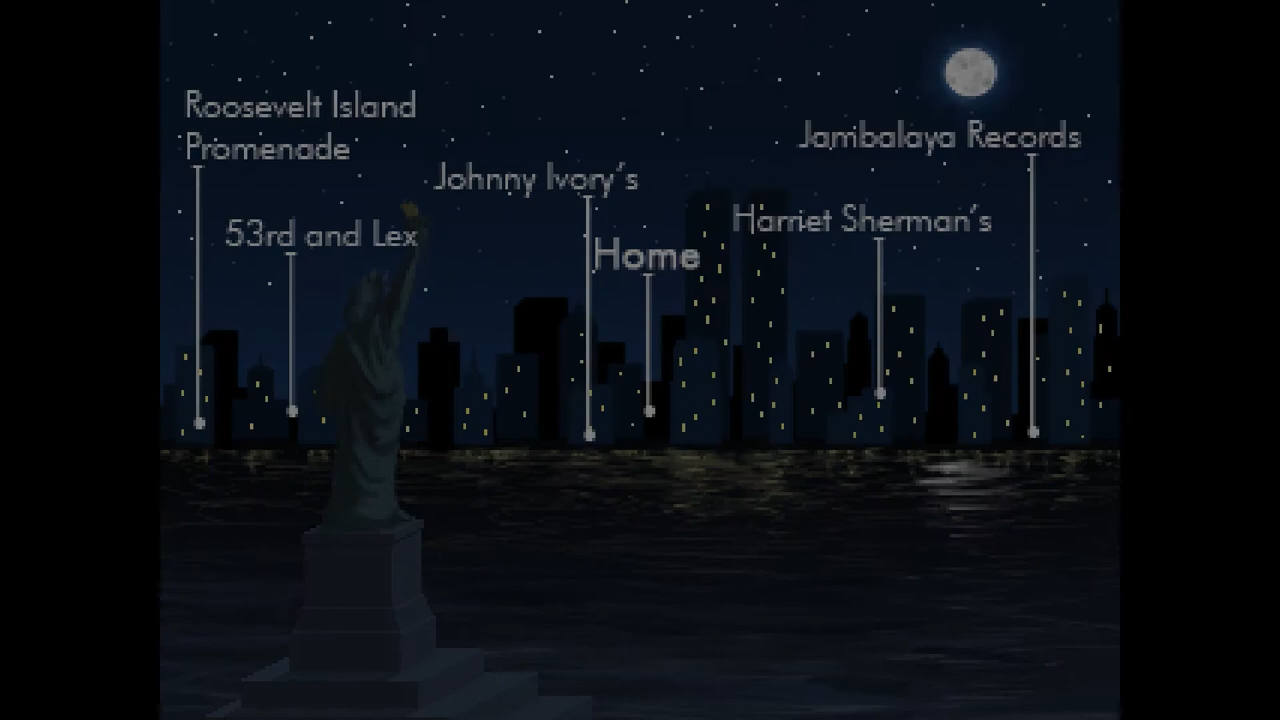 Roosevelt Island
Promenade
Jambalaya Records
Johnny Ivory's
Harriet Sherman's
53rd and Lex
Home